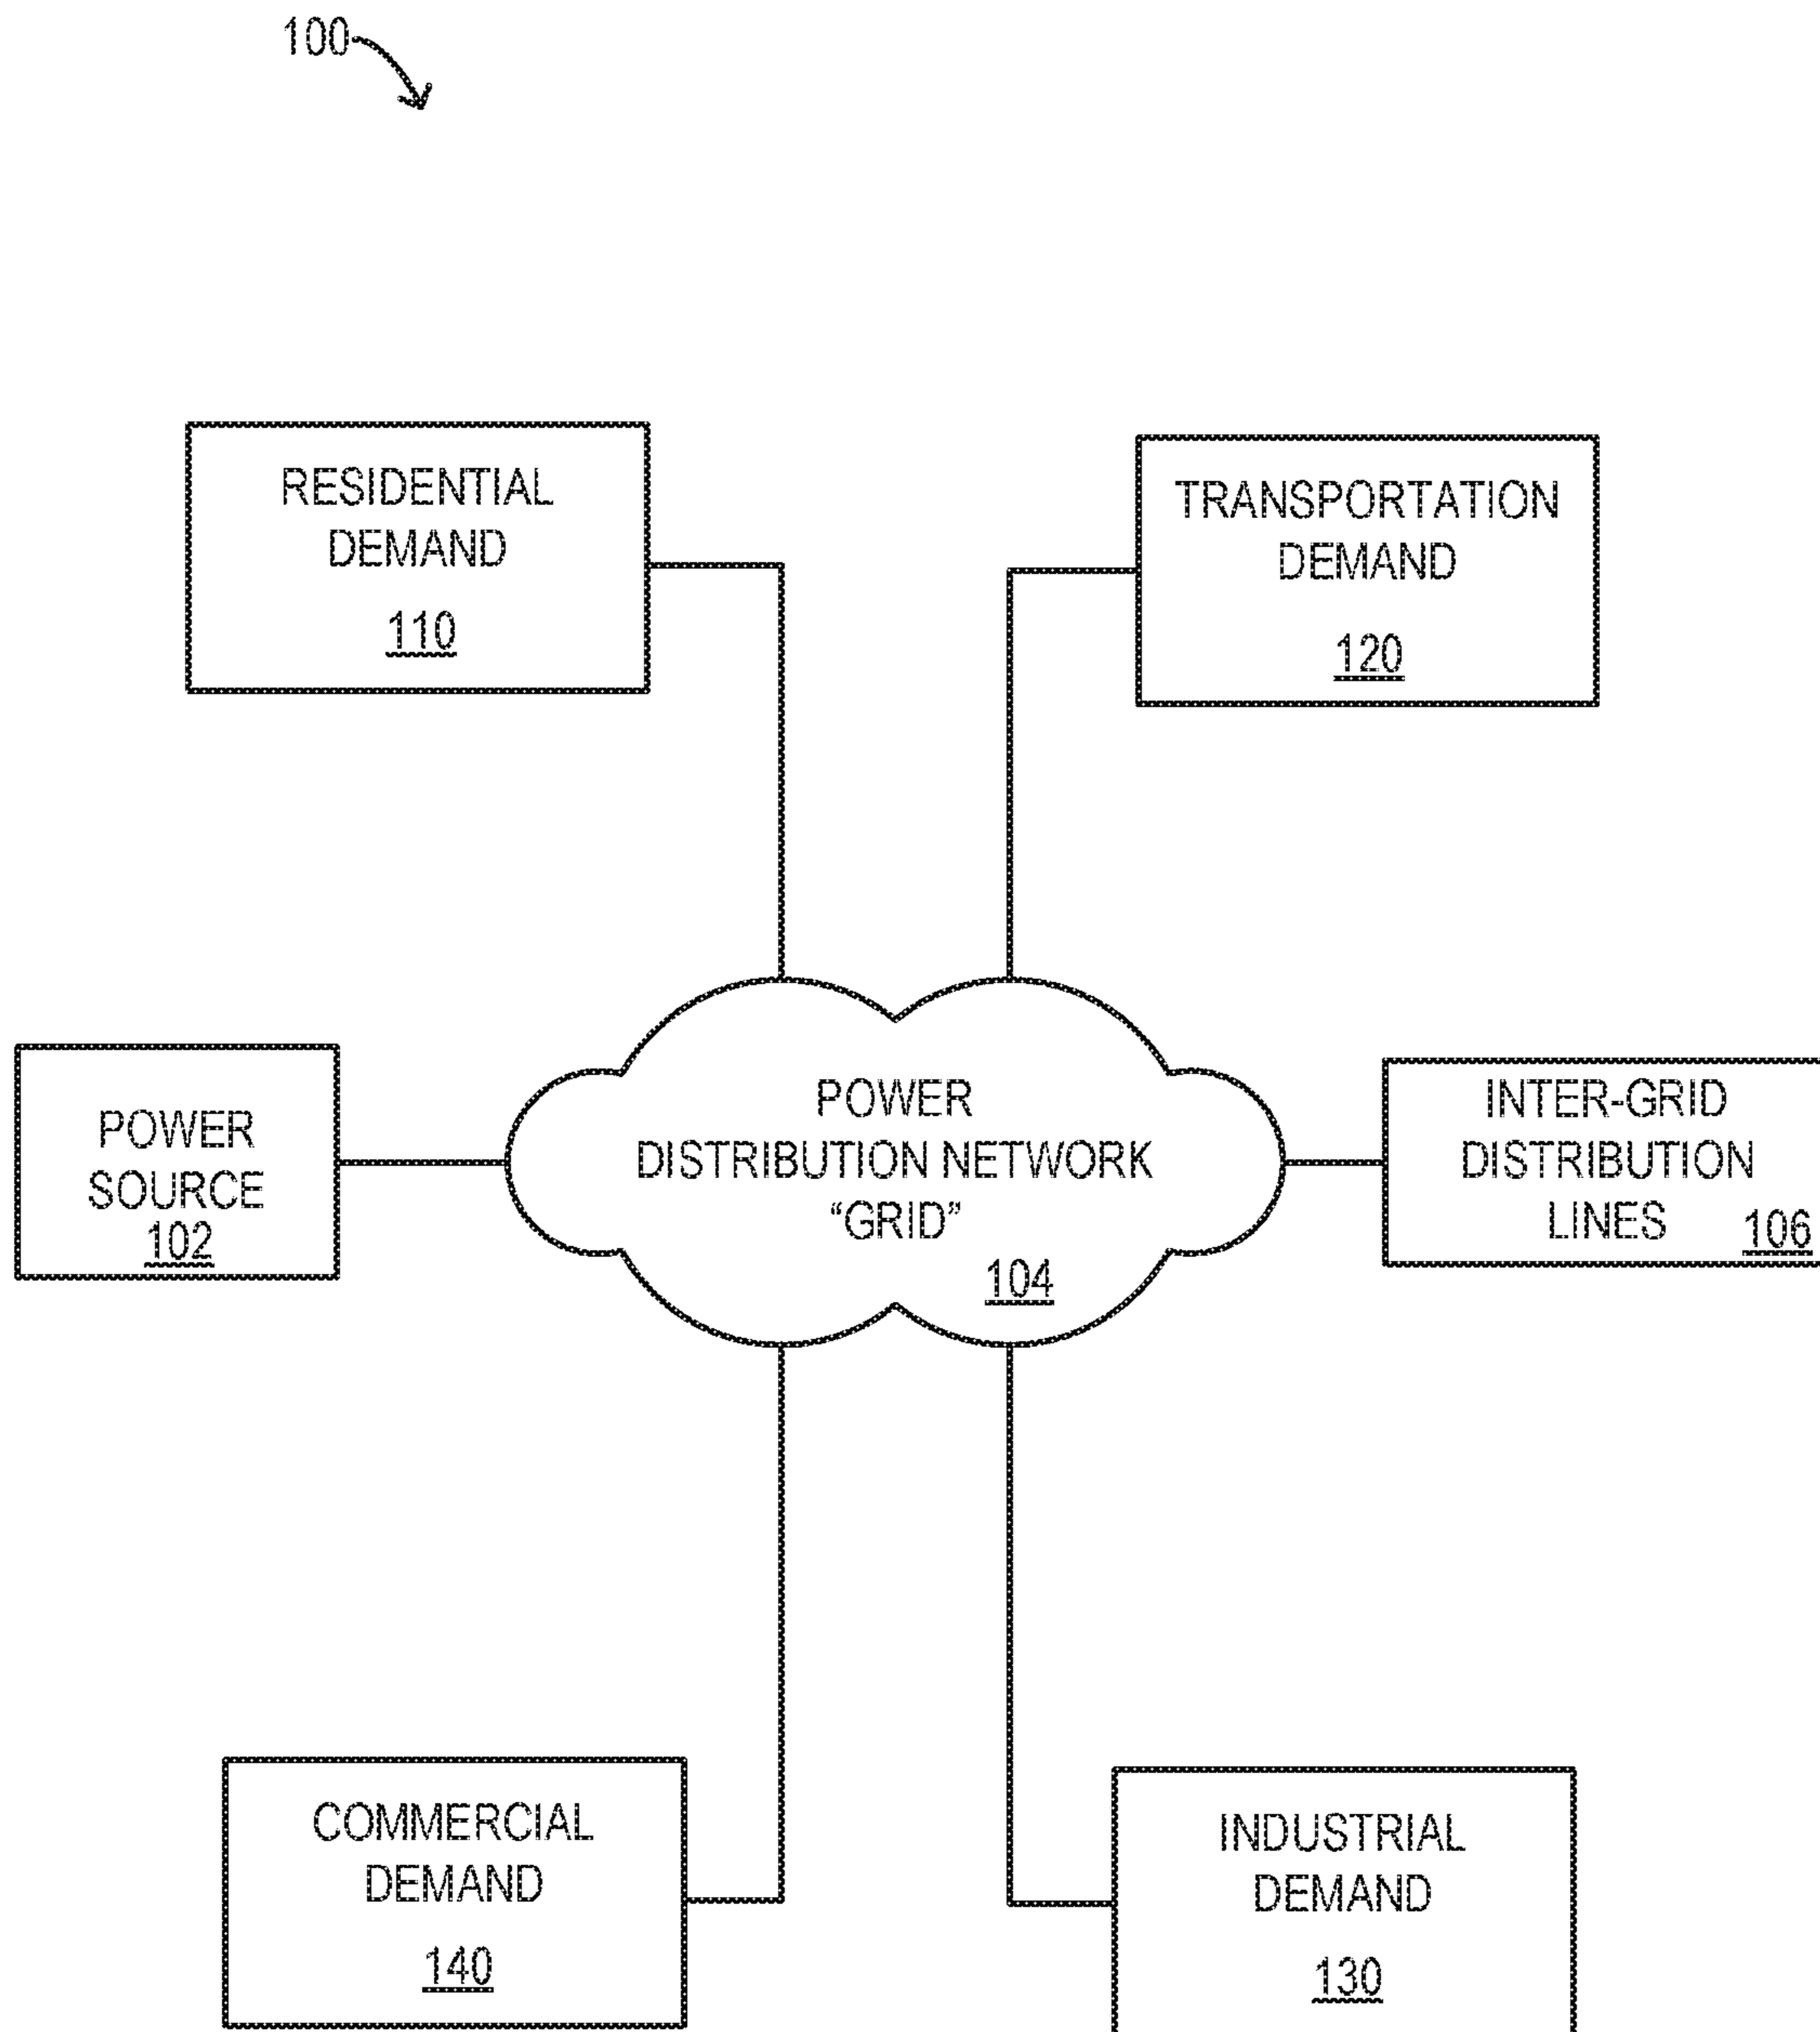 100
RESIDENTIAL
DEMAND
110
TRANSPORTATION
DEMAND
120
POWER
SOURCE
102
POWER
DISTRIBUTION NETWORK
“GRID”
104
INTER-GRID
DISTRIBUTION
LINES 106
COMMERCIAL
DEMAND
140
INDUSTRIAL
DEMAND
130